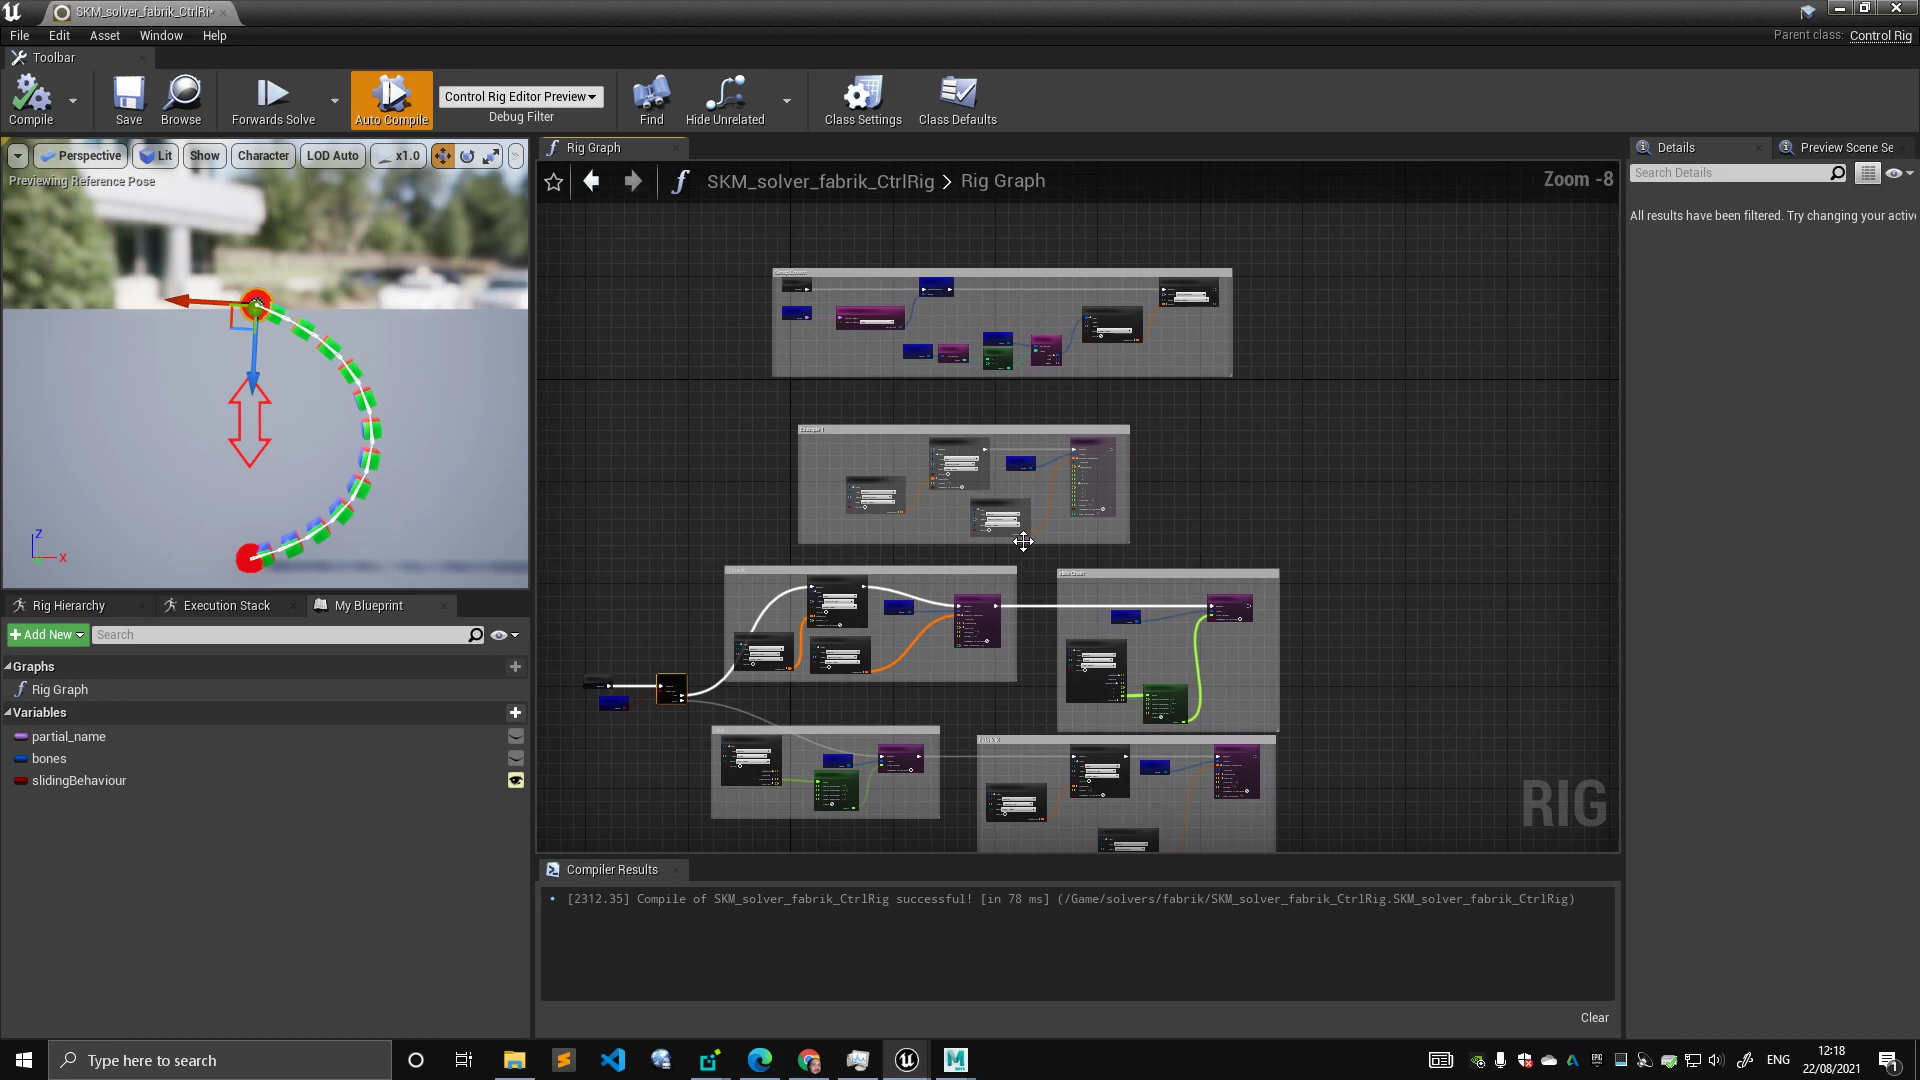 SKM_solver_fabrik_CtrlRi*
File
Edit
Asset
Window
Help
Parent class: Control Rig
Toolbar
Compile
Save
Browse
Forwards Solve
Auto Compile
Control Rig Editor Preview
Debug Filter
Find
Hide Unrelated
Class Settings
Class Defaults
Perspective
Lit
Show
Character
LOD Auto
x1.0
Previewing Reference Pose
Z
X
Rig Graph
SKM_solver_fabrik_CtrlRig > Rig Graph
Zoom -8
Example 1
RIG
Details
Preview Scene Se
Search Details
All results have been filtered. Try changing your activ
Rig Hierarchy
Execution Stack
My Blueprint
Add New
Search
Graphs
Rig Graph
Variables
partial_name
bones
slidingBehaviour
Compiler Results
[2312.35] Compile of SKM_solver_fabrik_CtrlRig successful! [in 78 ms] (/Game/solvers/fabrik/SKM_solver_fabrik_CtrlRig.SKM_solver_fabrik_CtrlRig)
Clear
Type here to search
ENG
12:18
22/08/2021
1